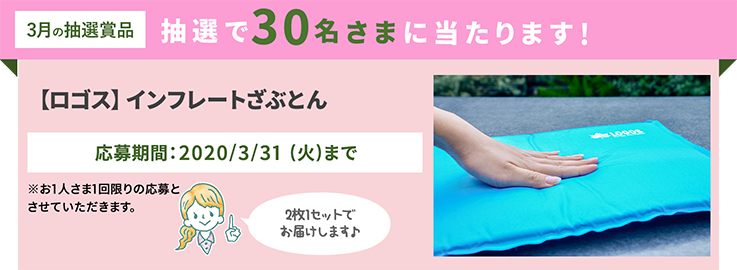 3月の抽選賞品
抽選で30名さまに当たります!
【ロゴス】インフレートざぶとん
応募期間:2020/3/31 (火)まで
※お1人さま1回限りの応募と
させていただきます。
2枚1セットで
お届けします♪
LOGOS